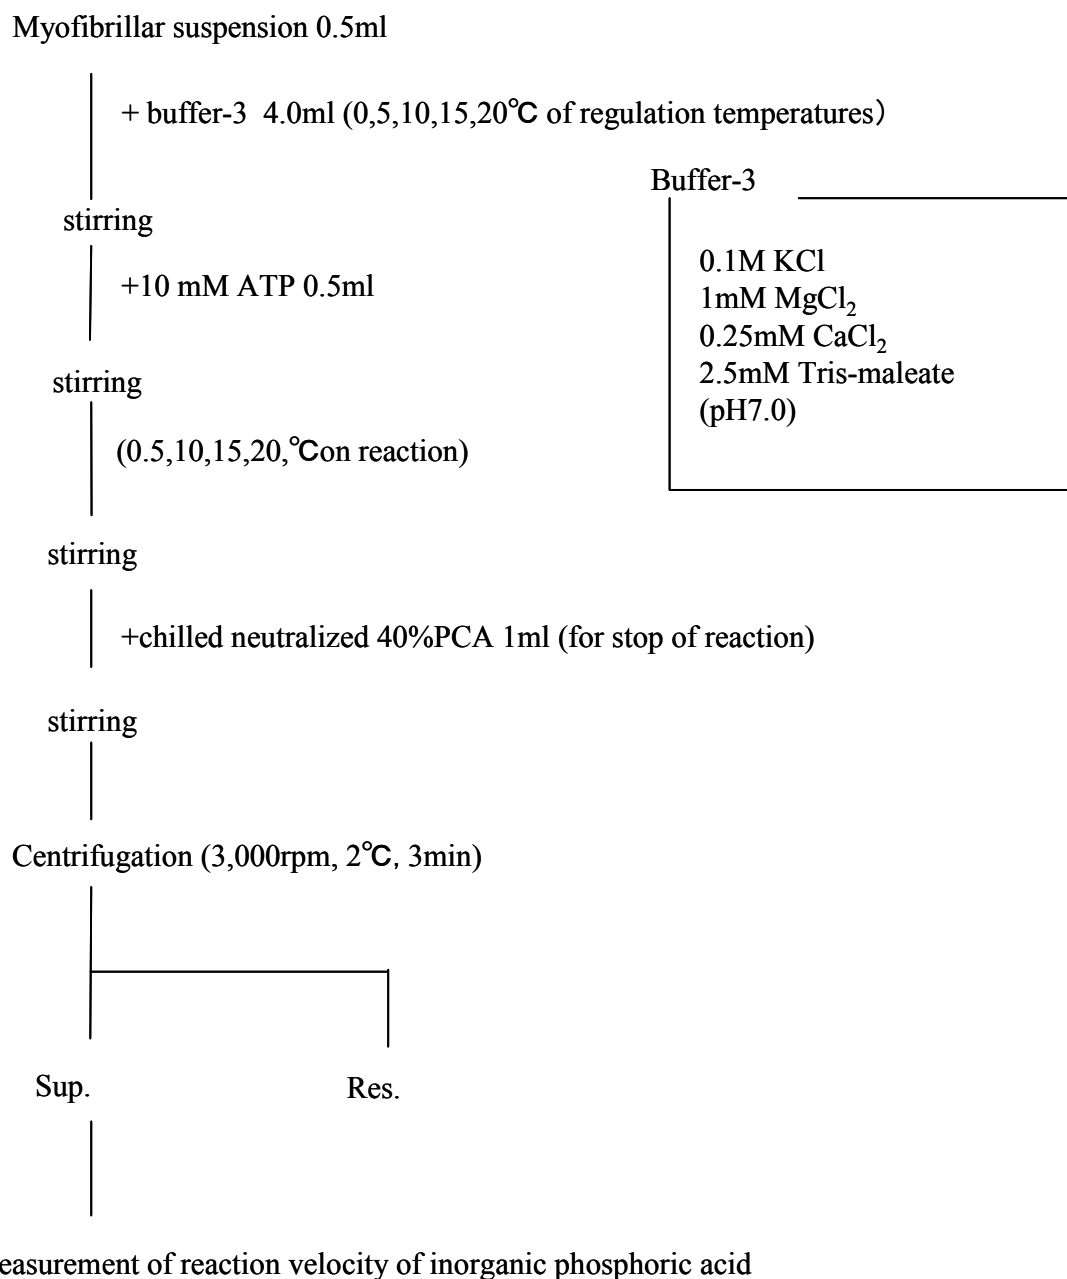 Myofibrillar suspension 0.5ml
+ buffer-3 4.0ml (0,5,10,15,20℃ of regulation temperatures）
Buffer-3
stirring
0.1M KCl
+10 mM ATP 0.5ml
1mM MgCl₂
0.25mM CaCl₂
stirring
2.5mM Tris-maleate
(pH7.0)
(0.5,10,15,20,℃on reaction)
stirring
+chilled neutralized 40%PCA 1ml (for stop of reaction)
stirring
Centrifugation (3,000rpm, 2℃, 3min)
Sup. Res.
easurement of reaction velocity of inorganic phosphoric acid